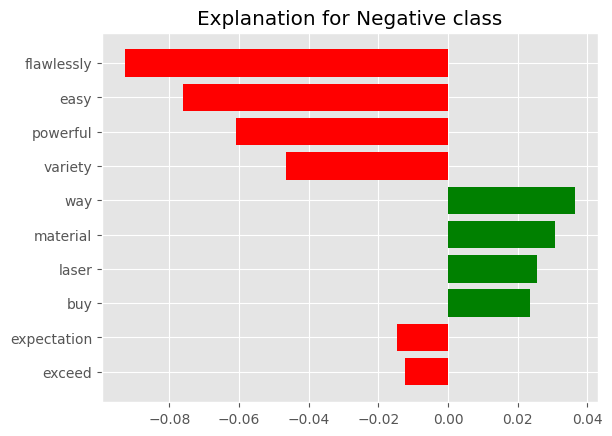 Explanation for Negative class
flawlessly
easy
powerful
variety
way
material
laser
buy
expectation
exceed
−0.08 −0.06 −0.04 −0.02 0.00 0.02 0.04